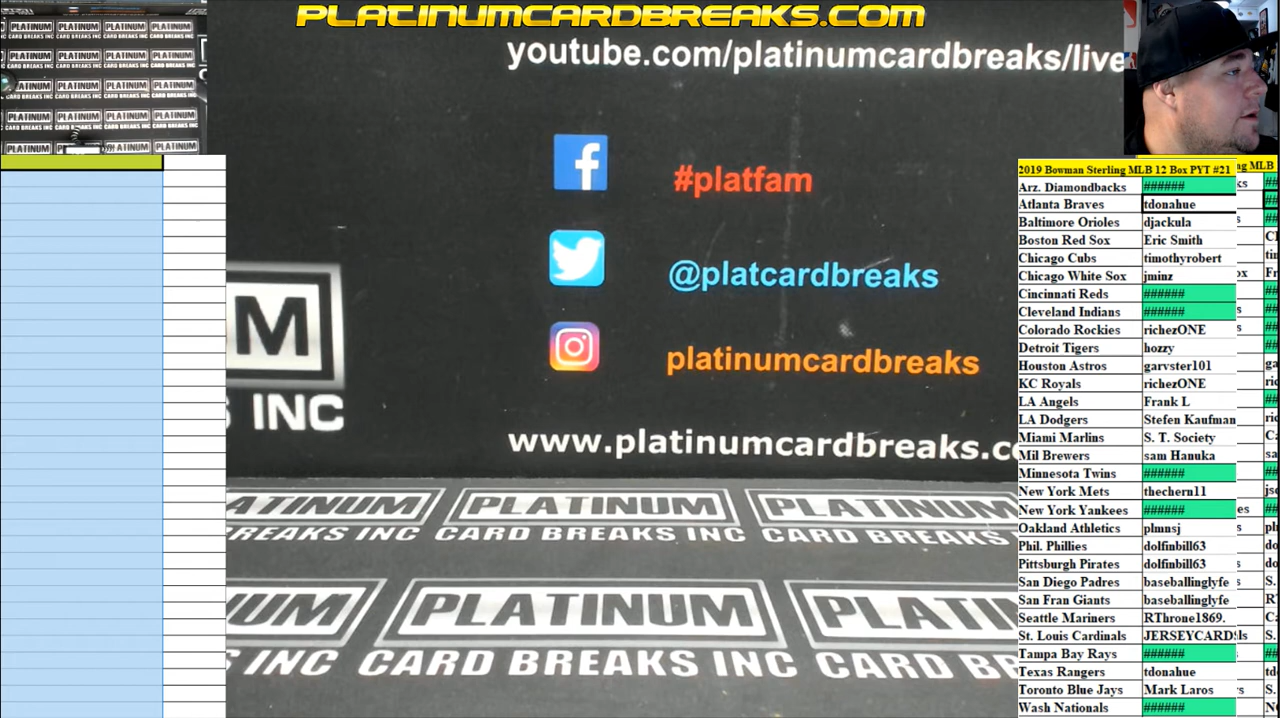 PLATINUMCARDBREAKS.COM
youtube.com/platinumcardbreaks/live
#platfam
@platcardbreaks
platinumcardbreaks
www.platinumcardbreaks.c
M
INC
PLATINUM
CARD BREAKS INC
PLATINUM
CARD BREAKS INC
2019 Bowman Sterling MLB 12 Box PYT #21
Arz. Diamondbacks ######
Atlanta Braves tdonahue
Baltimore Orioles djackula
Boston Red Sox Eric Smith
Chicago Cubs timothyrobert
Chicago White Sox jminz
Cincinnati Reds ######
Cleveland Indians ######
Colorado Rockies richezONE
Detroit Tigers hozzy
Houston Astros garvster101
KC Royals richezONE
LA Angels Frank L
LA Dodgers Stefen Kaufman
Miami Marlins S. T. Society
Mil Brewers sam Hanuka
Minnesota Twins ######
New York Mets thechern11
New York Yankees ######
Oakland Athletics plmnsj
Phil. Phillies dolfinbill63
Pittsburgh Pirates dolfinbill63
San Diego Padres baseballinglyfe
San Fran Giants baseballinglyfe
Seattle Mariners RThrone1869.
St. Louis Cardinals JERSEYCARDS
Tampa Bay Rays ######
Texas Rangers tdonahue
Toronto Blue Jays Mark Laros
Wash Nationals ######